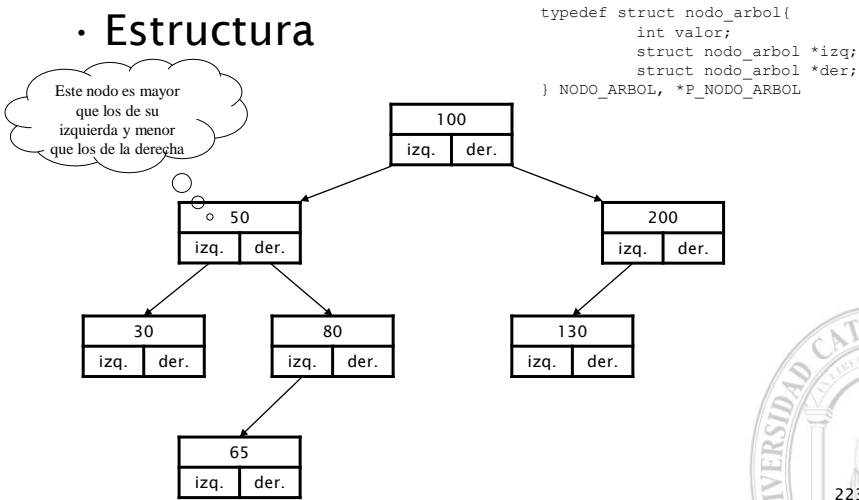 • Estructura
typedef struct nodo_arbol{
int valor;
struct nodo_arbol *izq;
struct nodo_arbol *der;
} NODO_ARBOL, *P_NODO_ARBOL
Este nodo es mayor
que los de su
izquierda y menor
que los de la derecha
100
izq. der.
50
izq. der.
200
izq. der.
30
izq. der.
80
izq. der.
130
izq. der.
65
izq. der.
223